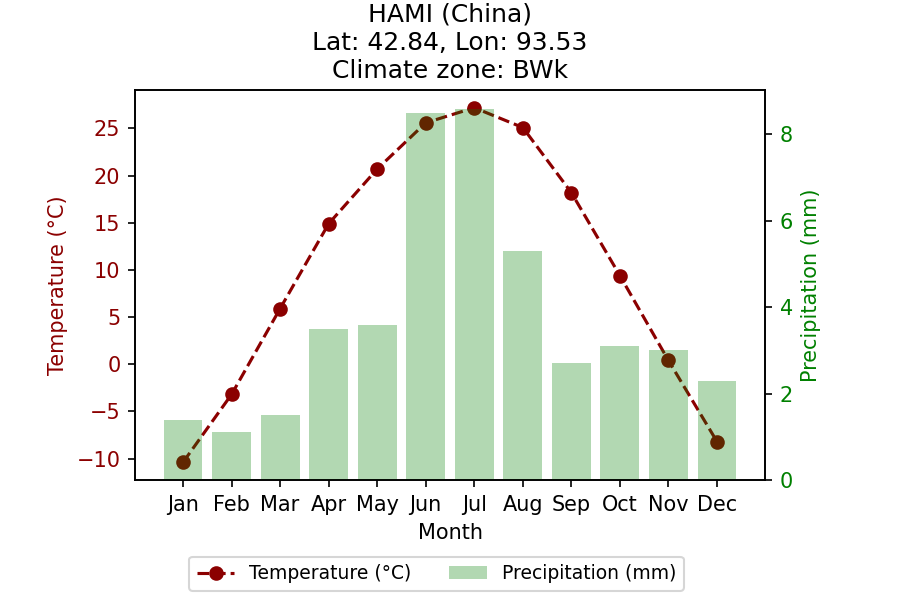 HAMI (China)
Lat: 42.84, Lon: 93.53
Climate zone: BWk
Temperature (°C)
25
20
15
10
5
0
−5
−10
Precipitation (mm)
8
6
4
2
0
Jan Feb Mar Apr May Jun Jul Aug Sep Oct Nov Dec
Month
Temperature (°C) Precipitation (mm)